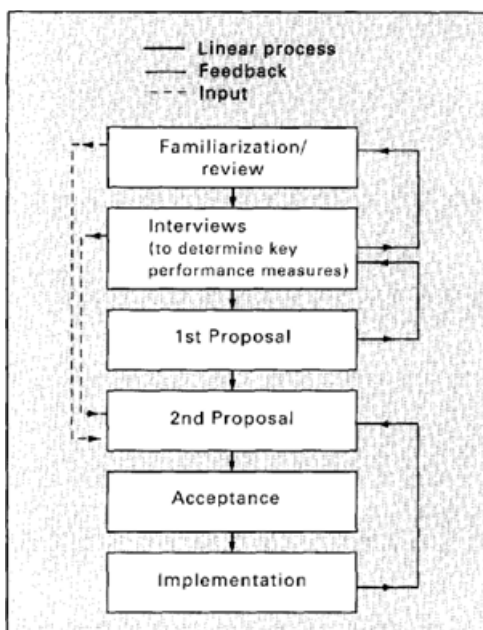 Linear process
Feedback
Input
Familiarization/
review
Interviews
(to determine key
performance measures)
1st Proposal
2nd Proposal
Acceptance
Implementation